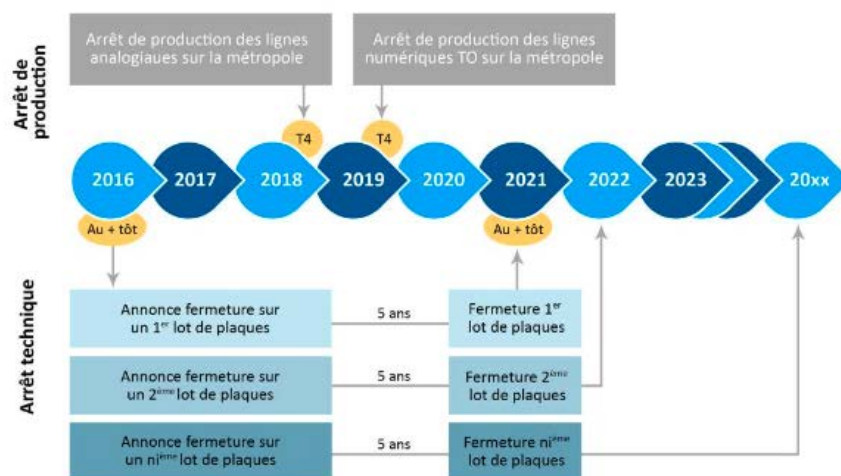 Arrêt de
production
Arrêt de production des lignes
analogiaues sur la métropole
Arrêt de production des lignes
numériques TO sur la métropole
T4
T4
2016
2017
2018
2019
2020
2021
2022
2023
20xx
Au + tôt
Au + tôt
Arrêt technique
Annonce fermeture sur
un 1er lot de plaques
5 ans
Fermeture 1er
lot de plaques
Annonce fermeture sur
un 2ième lot de plaques
5 ans
Fermeture 2ième
lot de plaques
Annonce fermeture sur
un nième lot de plaques
5 ans
Fermeture nième
lot de plaques